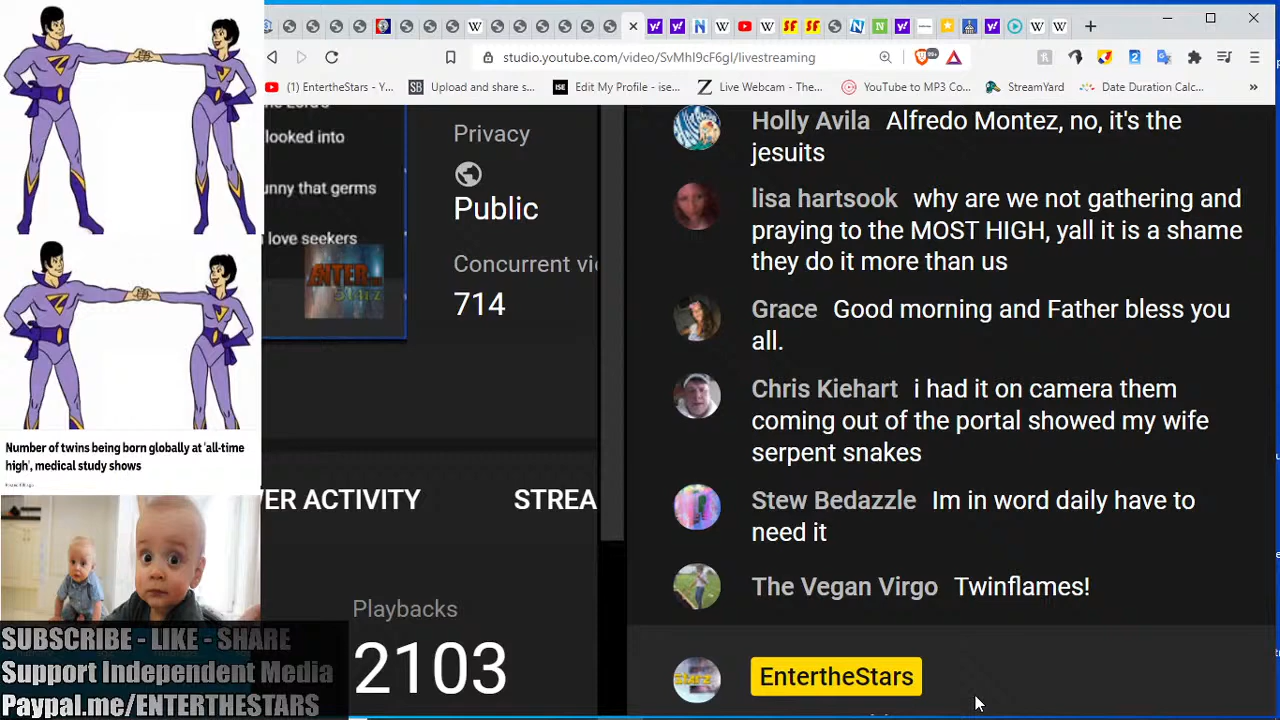 studio.youtube.com/video/SvMhI9cF6gI/livestreaming
99+
(1) EntertheStars - Y...
Upload and share s...
Edit My Profile - ise...
Live Webcam - The...
YouTube to MP3 Co...
StreamYard
Date Duration Calc...
looked into
unny that germs
love seekers
ENTER THE
STARZ
Privacy
Public
Concurrent vi
714
ER ACTIVITY
STREA
Playbacks
2103
Holly Avila Alfredo Montez, no, it's the
jesuits
lisa hartsook why are we not gathering and
praying to the MOST HIGH, yall it is a shame
they do it more than us
Grace Good morning and Father bless you
all.
Chris Kiehart i had it on camera them
coming out of the portal showed my wife
serpent snakes
Stew Bedazzle Im in word daily have to
need it
The Vegan Virgo Twinflames!
EntertheStars
Number of twins being born globally at 'all-time
high', medical study shows
SUBSCRIBE - LIKE - SHARE
Support Independent Media
Paypal.me/ENTERTHESTARS